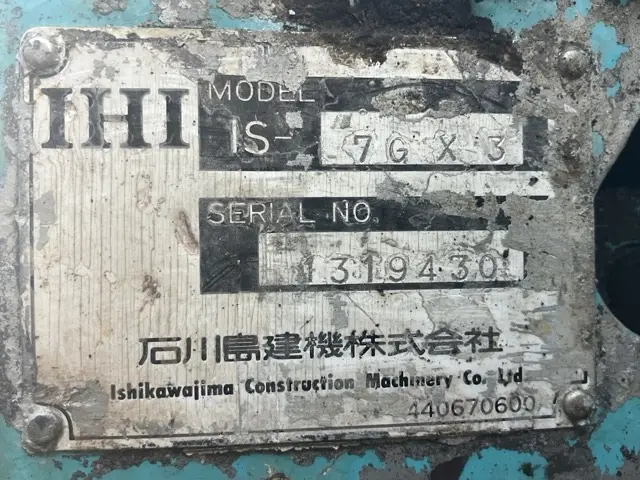 IHI
MODEL
IS- 7GX3
SERIAL NO.
1319430
石川島建機株式会社
Ishikawajima Construction Machinery Co. Ltd
440670600